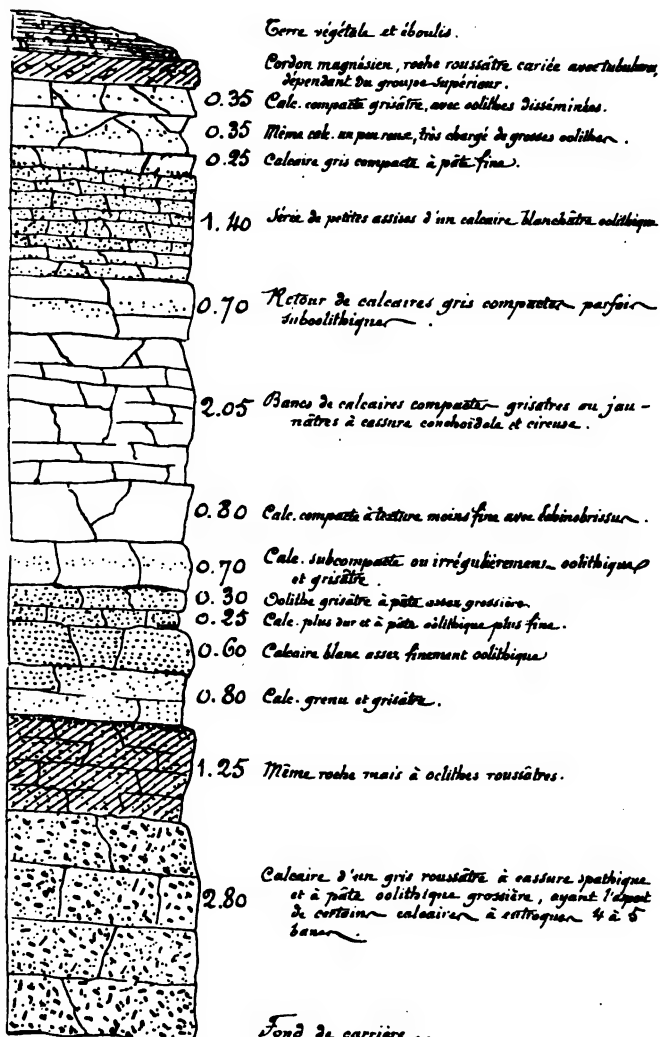 Terre végétale et éboulis.
Cordon magnésien, roche roussâtre cariée avec tubulures,
dépendant du groupe supérieur.
0.35 Calc. compacte grisâtre, avec oolithes disséminées.
0.35 Même calc. un peu roux, très chargé de grosses oolithes.
0.25 Calcaire gris compacte à pâte fine.
1.40 Série de petites assises d'un calcaire blanchâtre oolithique
0.70 Retour de calcaires gris compactes parfois
suboolithiques.
2.05 Bancs de calcaires compactes grisâtres ou jau-
nâtres à cassure conchoïdale et cireuse.
0.80 Calc. compacte à texture moins fine avec Echinobrissus.
0.70 Calc. subcompacte ou irrégulièrement oolithique
et grisâtre.
0.30 Oolithe grisâtre à pâte assez grossière.
0.25 Calc. plus dur et à pâte oolithique plus fine.
0.60 Calcaire blanc assez finement oolithique
0.80 Calc. grenu et grisâtre.
1.25 Même roche mais à oolithes roussâtres.
2.80 Calcaire d'un gris roussâtre à cassure spathique
et à pâte oolithique grossière, ayant l'aspect
de certains calcaires à entroques 4 à 5
bancs.
Fond de carrière